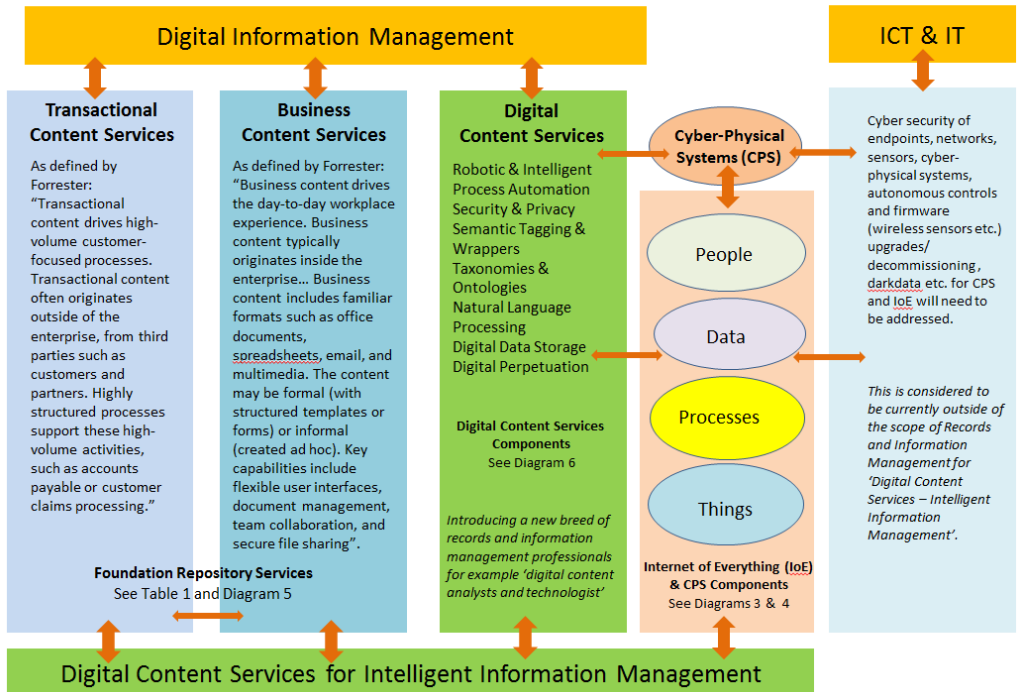 Digital Information Management
ICT & IT
Transactional
Content Services
As defined by
Forrester:
“Transactional
content drives high-
volume customer-
focused processes.
Transactional content
often originates
outside of the
enterprise, from third
parties such as
customers and
partners. Highly
structured processes
support these high-
volume activities,
such as accounts
payable or customer
claims processing.”
Business
Content Services
As defined by Forrester:
“Business content drives
the day-to-day workplace
experience. Business
content typically
originates inside the
enterprise... Business
content includes familiar
formats such as office
documents,
spreadsheets, email, and
multimedia. The content
may be formal (with
structured templates or
forms) or informal
(created ad hoc). Key
capabilities include
flexible user interfaces,
document management,
team collaboration, and
secure file sharing”.
Foundation Repository Services
See Table 1 and Diagram 5
Digital
Content Services
Robotic & Intelligent
Process Automation
Security & Privacy
Semantic Tagging &
Wrappers
Taxonomies &
Ontologies
Natural Language
Processing
Digital Data Storage
Digital Perpetuation
Digital Content Services
Components
See Diagram 6
Introducing a new breed of
records and information
management professionals
for example ‘digital content
analysts and technologist’
Cyber-Physical
Systems (CPS)
People
Data
Processes
Things
Internet of Everything (IoE)
& CPS Components
See Diagrams 3 & 4
Cyber security of
endpoints, networks,
sensors, cyber-
physical systems,
autonomous controls
and firmware
(wireless sensors etc.)
upgrades/
decommissioning,
darkdata etc. for CPS
and IoE will need to
be addressed.
This is considered to
be currently outside of
the scope of Records
and Information
Management for
‘Digital Content
Services – Intelligent
Information
Management’.
Digital Content Services for Intelligent Information Management